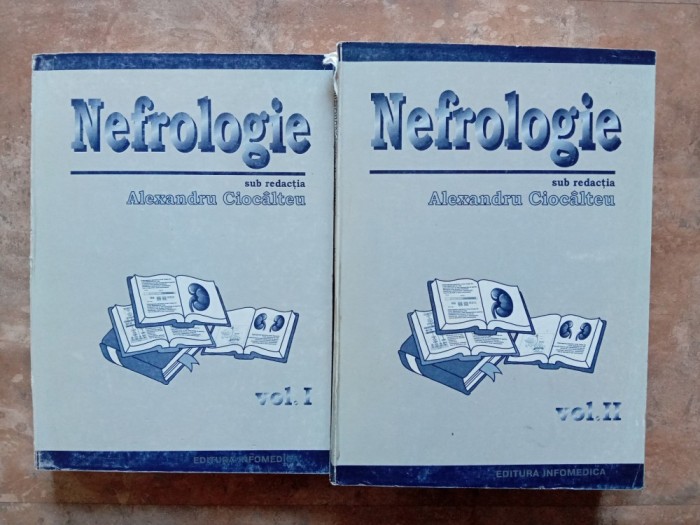 Nefrologie
sub redacția
Alexandru Ciocâlteu
vol. I
EDITURA INFOMEDICA
Nefrologie
sub redacția
Alexandru Ciocâlteu
vol. II
EDITURA INFOMEDICA